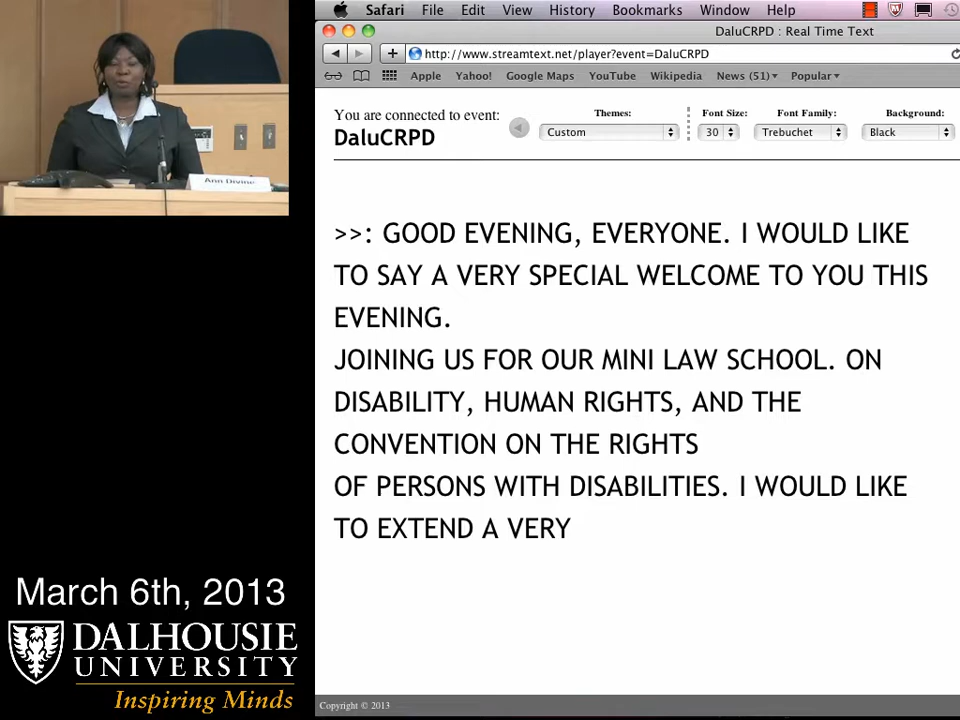 Safari File Edit View History Bookmarks Window Help
DaluCRPD : Real Time Text
http://www.streamtext.net/player?event=DaluCRPD
Apple Yahoo! Google Maps YouTube Wikipedia News (51) Popular
You are connected to event:
DaluCRPD
Themes: Font Size: Font Family: Background:
Custom 30 Trebuchet Black
>>: GOOD EVENING, EVERYONE. I WOULD LIKE
TO SAY A VERY SPECIAL WELCOME TO YOU THIS
EVENING.
JOINING US FOR OUR MINI LAW SCHOOL. ON
DISABILITY, HUMAN RIGHTS, AND THE
CONVENTION ON THE RIGHTS
OF PERSONS WITH DISABILITIES. I WOULD LIKE
TO EXTEND A VERY
Copyright © 2013
Ann Divine
March 6th, 2013
DALHOUSIE
UNIVERSITY
Inspiring Minds